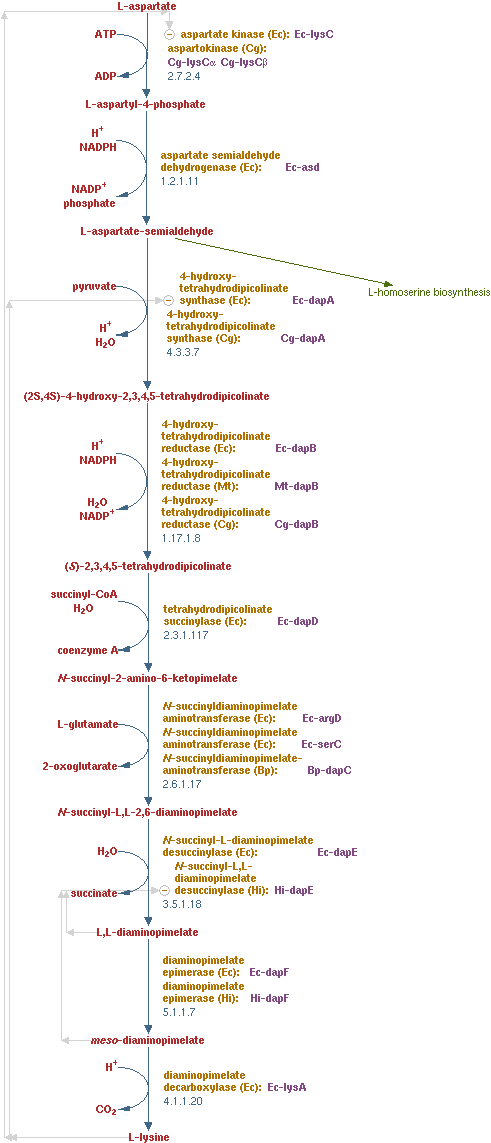 L-aspartate
ATP
aspartate kinase (Ec): Ec-lysC
aspartokinase (Cg):
Cg-lysCα Cg-lysCβ
ADP
2.7.2.4
L-aspartyl-4-phosphate
H+
NADPH
aspartate semialdehyde
dehydrogenase (Ec): Ec-asd
1.2.1.11
NADP+
phosphate
L-aspartate-semialdehyde
L-homoserine biosynthesis
pyruvate
4-hydroxy-
tetrahydrodipicolinate
synthase (Ec): Ec-dapA
4-hydroxy-
tetrahydrodipicolinate
synthase (Cg): Cg-dapA
4.3.3.7
H+
H2O
(2S,4S)-4-hydroxy-2,3,4,5-tetrahydrodipicolinate
H+
NADPH
4-hydroxy-
tetrahydrodipicolinate
reductase (Ec): Ec-dapB
4-hydroxy-
tetrahydrodipicolinate
reductase (Mt): Mt-dapB
4-hydroxy-
tetrahydrodipicolinate
reductase (Cg): Cg-dapB
1.17.1.8
H2O
NADP+
(S)-2,3,4,5-tetrahydrodipicolinate
succinyl-CoA
H2O
tetrahydrodipicolinate
succinylase (Ec): Ec-dapD
2.3.1.117
coenzyme A
N-succinyl-2-amino-6-ketopimelate
L-glutamate
N-succinyldiaminopimelate
aminotransferase (Ec): Ec-argD
N-succinyldiaminopimelate
aminotransferase (Ec): Ec-serC
N-succinyldiaminopimelate-
aminotransferase (Bp): Bp-dapC
2.6.1.17
2-oxoglutarate
N-succinyl-L,L-2,6-diaminopimelate
H2O
N-succinyl-L-diaminopimelate
desuccinylase (Ec): Ec-dapE
N-succinyl-L,L-
diaminopimelate
desuccinylase (Hi): Hi-dapE
3.5.1.18
succinate
L,L-diaminopimelate
diaminopimelate
epimerase (Ec): Ec-dapF
diaminopimelate
epimerase (Hi): Hi-dapF
5.1.1.7
meso-diaminopimelate
H+
diaminopimelate
decarboxylase (Ec): Ec-lysA
4.1.1.20
CO2
L-lysine